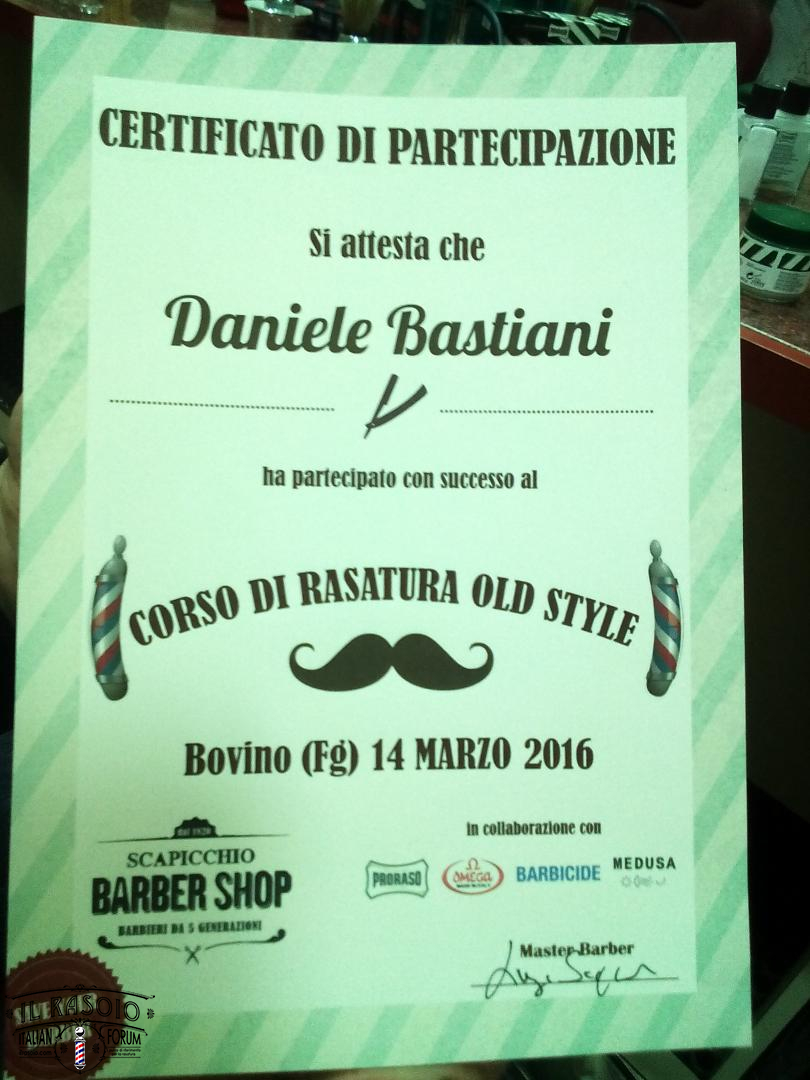 CERTIFICATO DI PARTECIPAZIONE
Si attesta che
Daniele Bastiani
ha partecipato con successo al
CORSO DI RASATURA OLD STYLE
Bovino (Fg) 14 MARZO 2016
dal 1820
SCAPICCHIO
BARBER SHOP
BARBIERI DA 5 GENERAZIONI
in collaborazione con
PRORASO
OMEGA
BARBICIDE
MEDUSA
Master Barber
IL RASOIO
ITALIAN FORUM